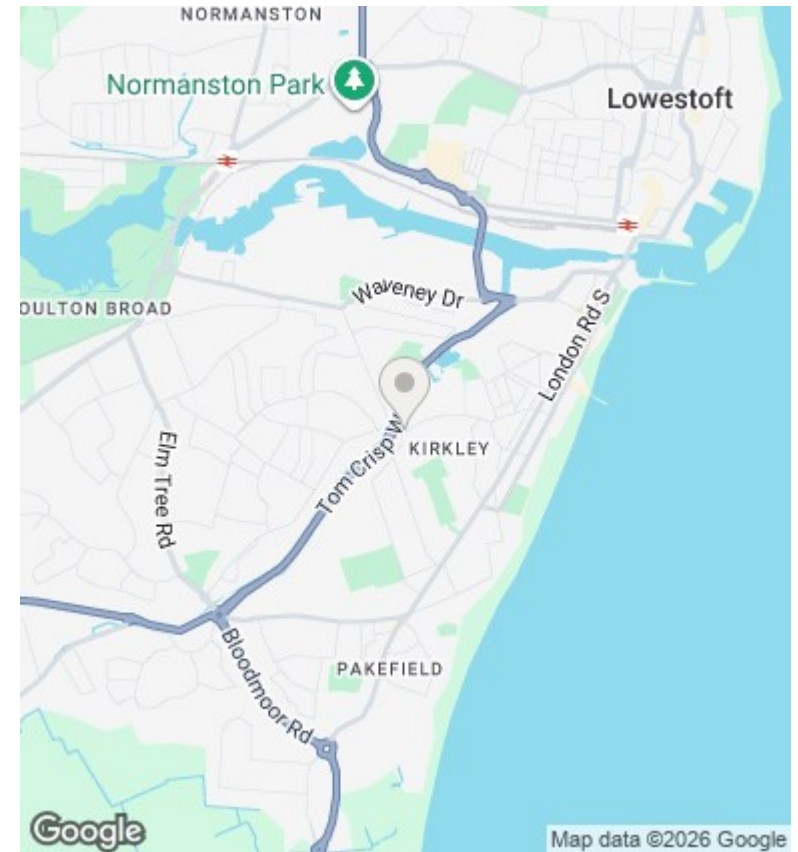 NORMANSTON
Normanston Park
Lowestoft
Waveney Dr
OULTON BROAD
London Rd S
Elm Tree Rd
Tom Crisp W
KIRKLEY
PAKEFIELD
Bloodmoor Rd
Google
Map data ©2026 Google